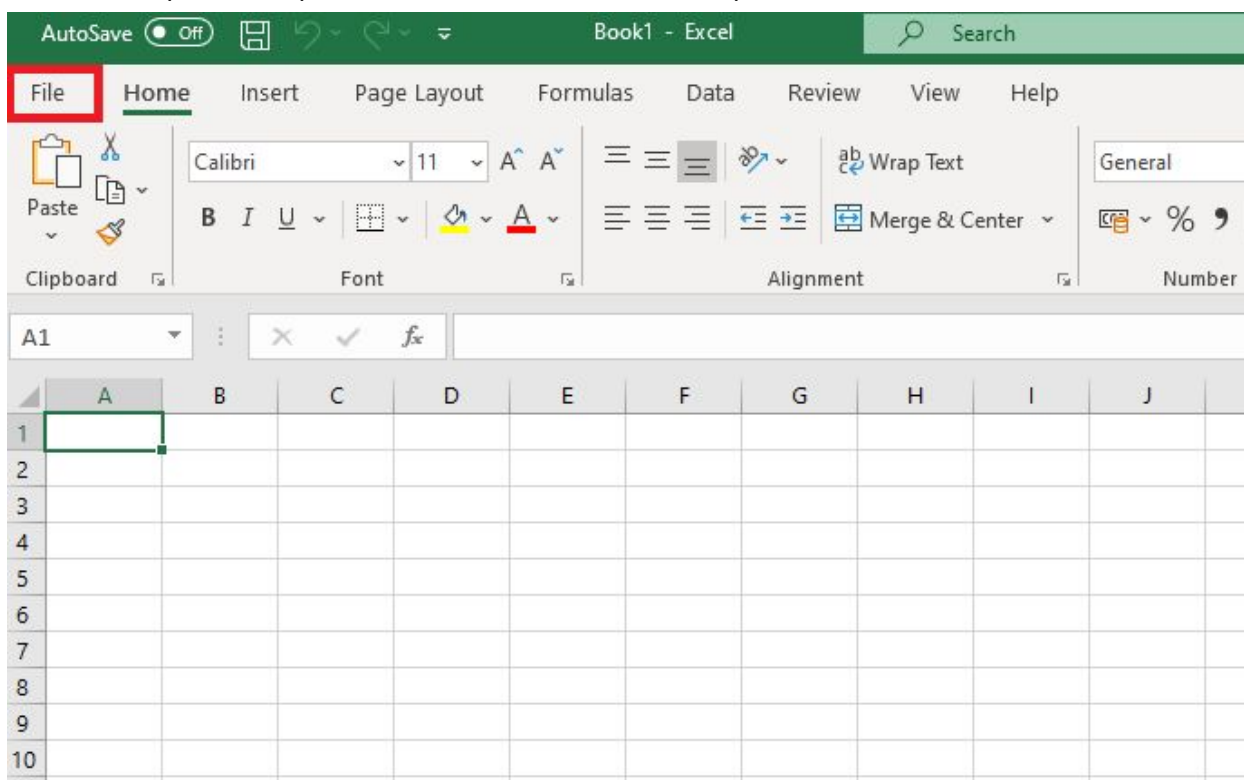 AutoSave Off Book1 - Excel Search
File Home Insert Page Layout Formulas Data Review View Help
Calibri 11 A A ab Wrap Text General
Paste B I U A Merge & Center % 9
Clipboard Font Alignment Number
A1 fx
A B C D E F G H I J
1
2
3
4
5
6
7
8
9
10